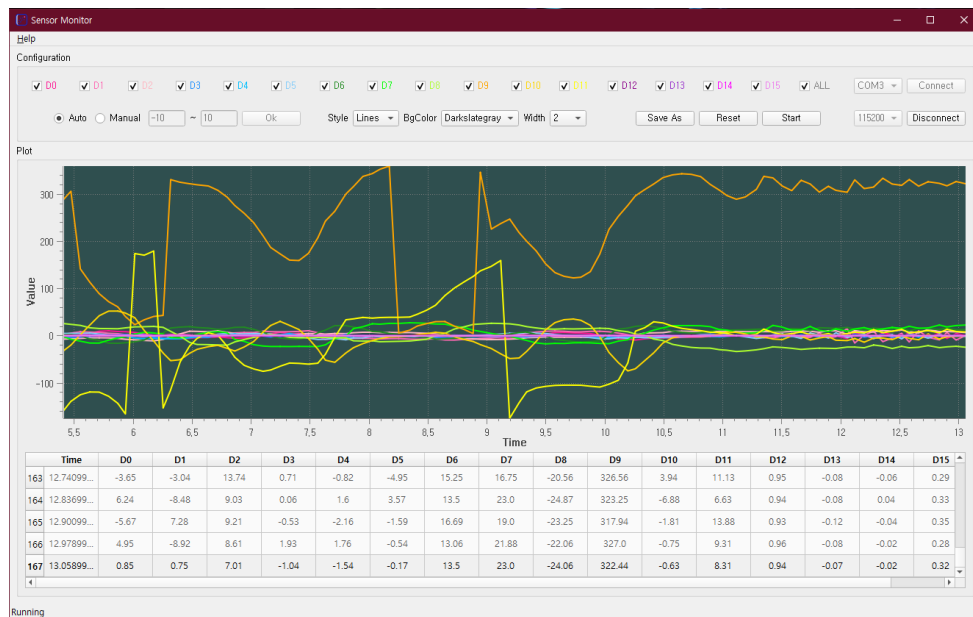 Sensor Monitor
Help
Configuration
D0 D1 D2 D3 D4 D5 D6 D7 D8 D9 D10 D11 D12 D13 D14 D15 ALL COM3 Connect
Auto Manual -10 ~ 10 Ok Style Lines BgColor Darkslategray Width 2 Save As Reset Start 115200 Disconnect
Plot
300
200
100
0
-100
Value
5,5 6 6,5 7 7,5 8 8,5 9 9,5 10 10,5 11 11,5 12 12,5 13
Time
Time D0 D1 D2 D3 D4 D5 D6 D7 D8 D9 D10 D11 D12 D13 D14 D15
163 12.74099... -3.65 -3.04 13.74 0.71 -0.82 -4.95 15.25 16.75 -20.56 326.56 3.94 11.13 0.95 -0.08 -0.06 0.29
164 12.83699... 6.24 -8.48 9.03 0.06 1.6 3.57 13.5 23.0 -24.87 323.25 -6.88 6.63 0.94 -0.08 0.04 0.33
165 12.90099... -5.67 7.28 9.21 -0.53 -2.16 -1.59 16.69 19.0 -23.25 317.94 -1.81 13.88 0.93 -0.12 -0.04 0.35
166 12.97899... 4.95 -8.92 8.61 1.93 1.76 -0.54 13.06 21.88 -22.06 327.0 -0.75 9.31 0.96 -0.08 -0.02 0.28
167 13.05899... 0.85 0.75 7.01 -1.04 -1.54 -0.17 13.5 23.0 -24.06 322.44 -0.63 8.31 0.94 -0.07 -0.02 0.32
Running